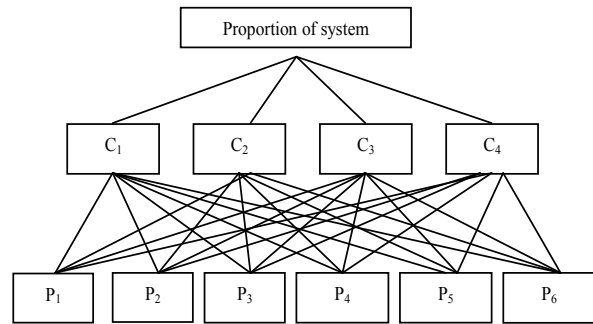 Proportion of system
C₁ C₂ C₃ C₄
P₁ P₂ P₃ P₄ P₅ P₆